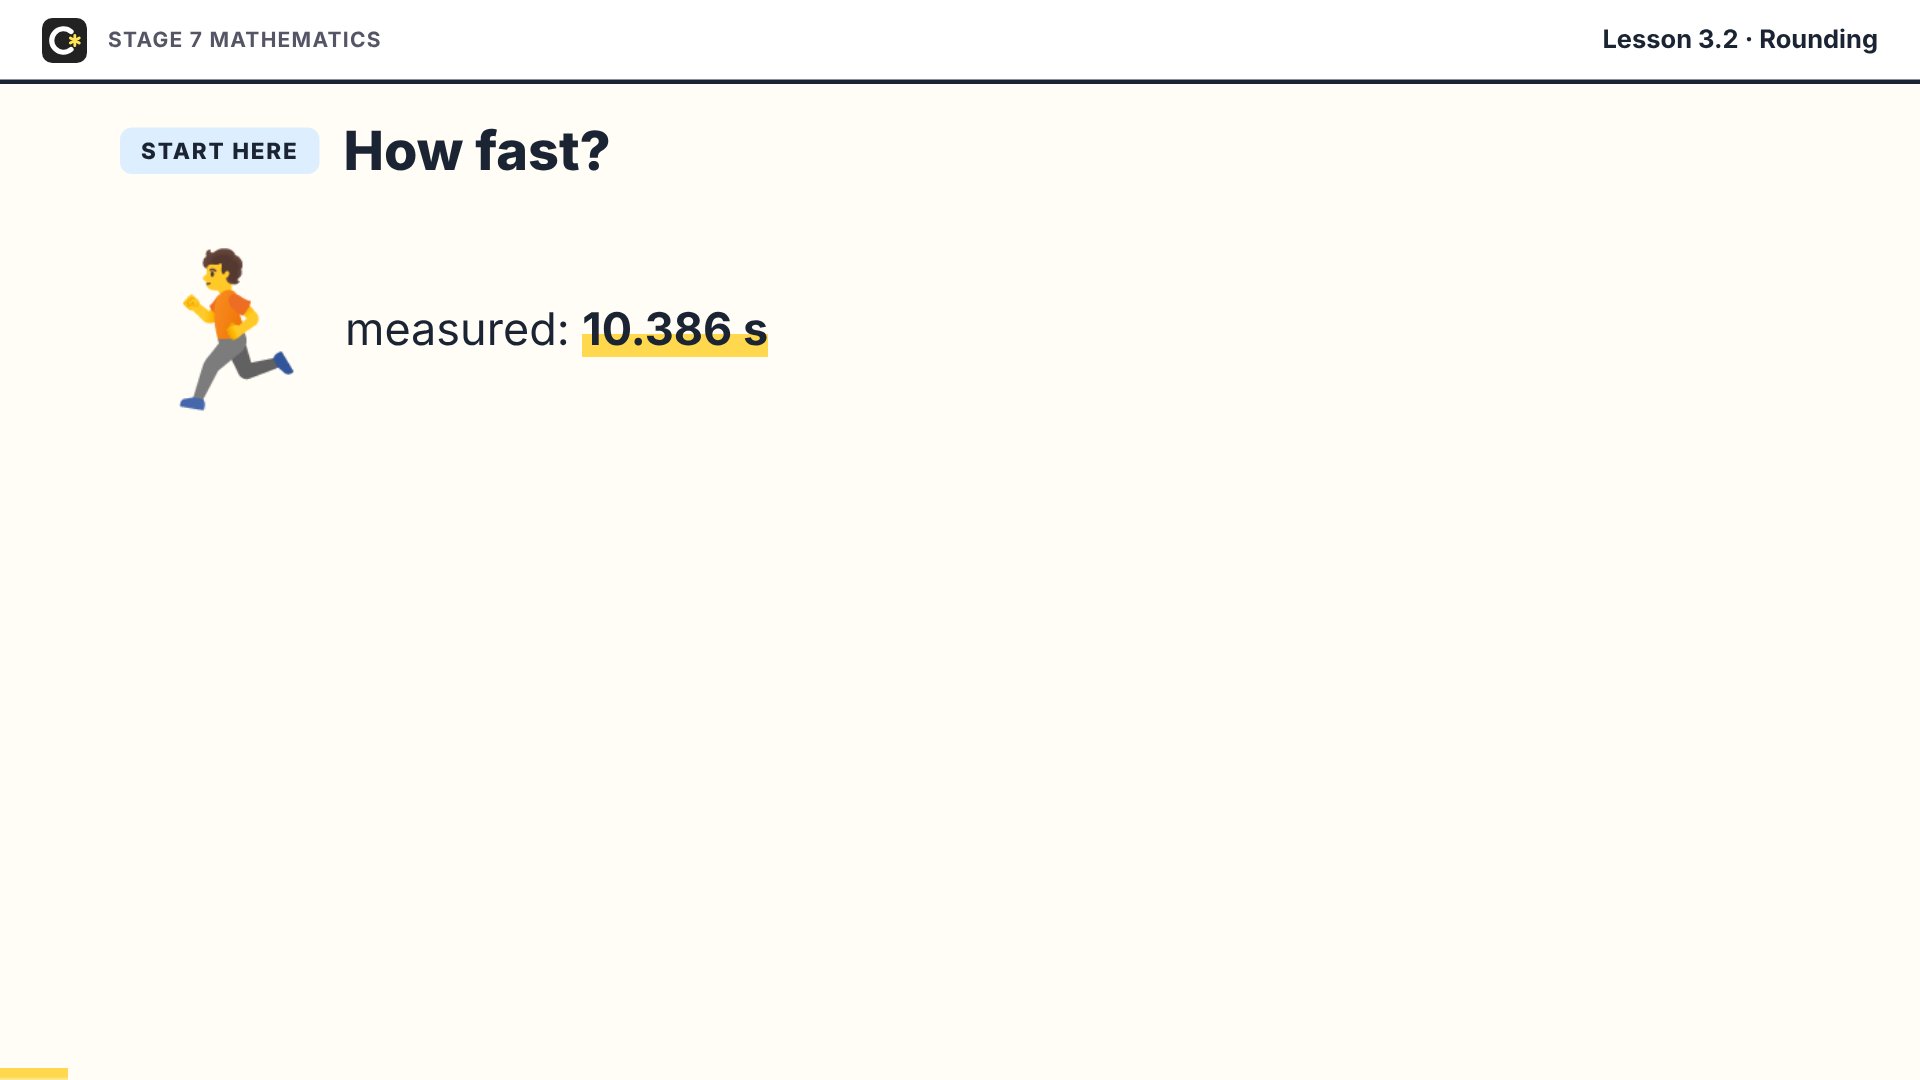 STAGE 7 MATHEMATICS
Lesson 3.2 · Rounding
START HERE
How fast?
measured: 10.386 s